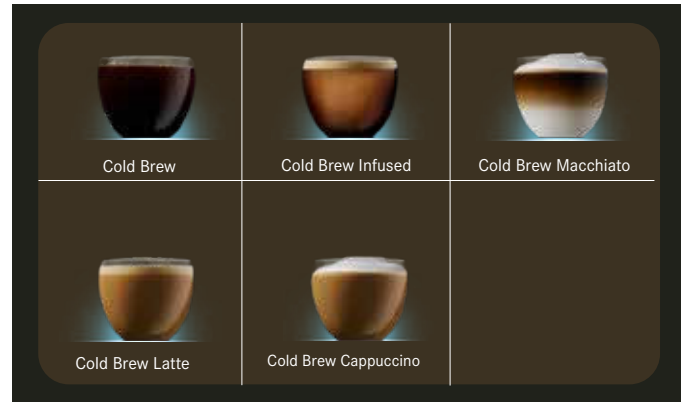 Cold Brew
Cold Brew Infused
Cold Brew Macchiato
Cold Brew Latte
Cold Brew Cappuccino